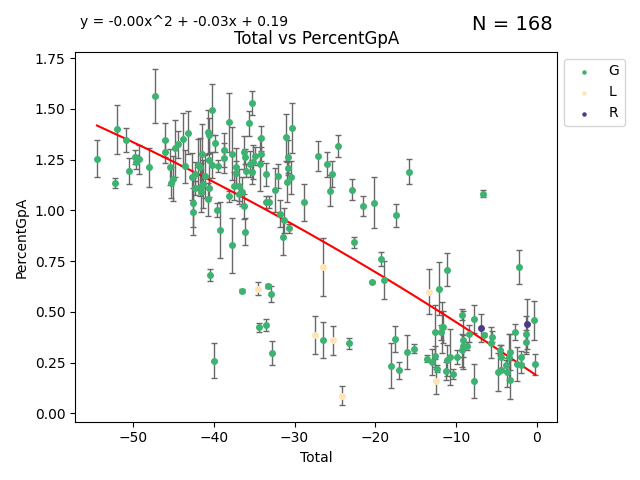 y = -0.00x^2 + -0.03x + 0.19
N = 168
Total vs PercentGpA
G
L
R
PercentGpA
1.75
1.50
1.25
1.00
0.75
0.50
0.25
0.00
−50
−40
−30
−20
−10
0
Total